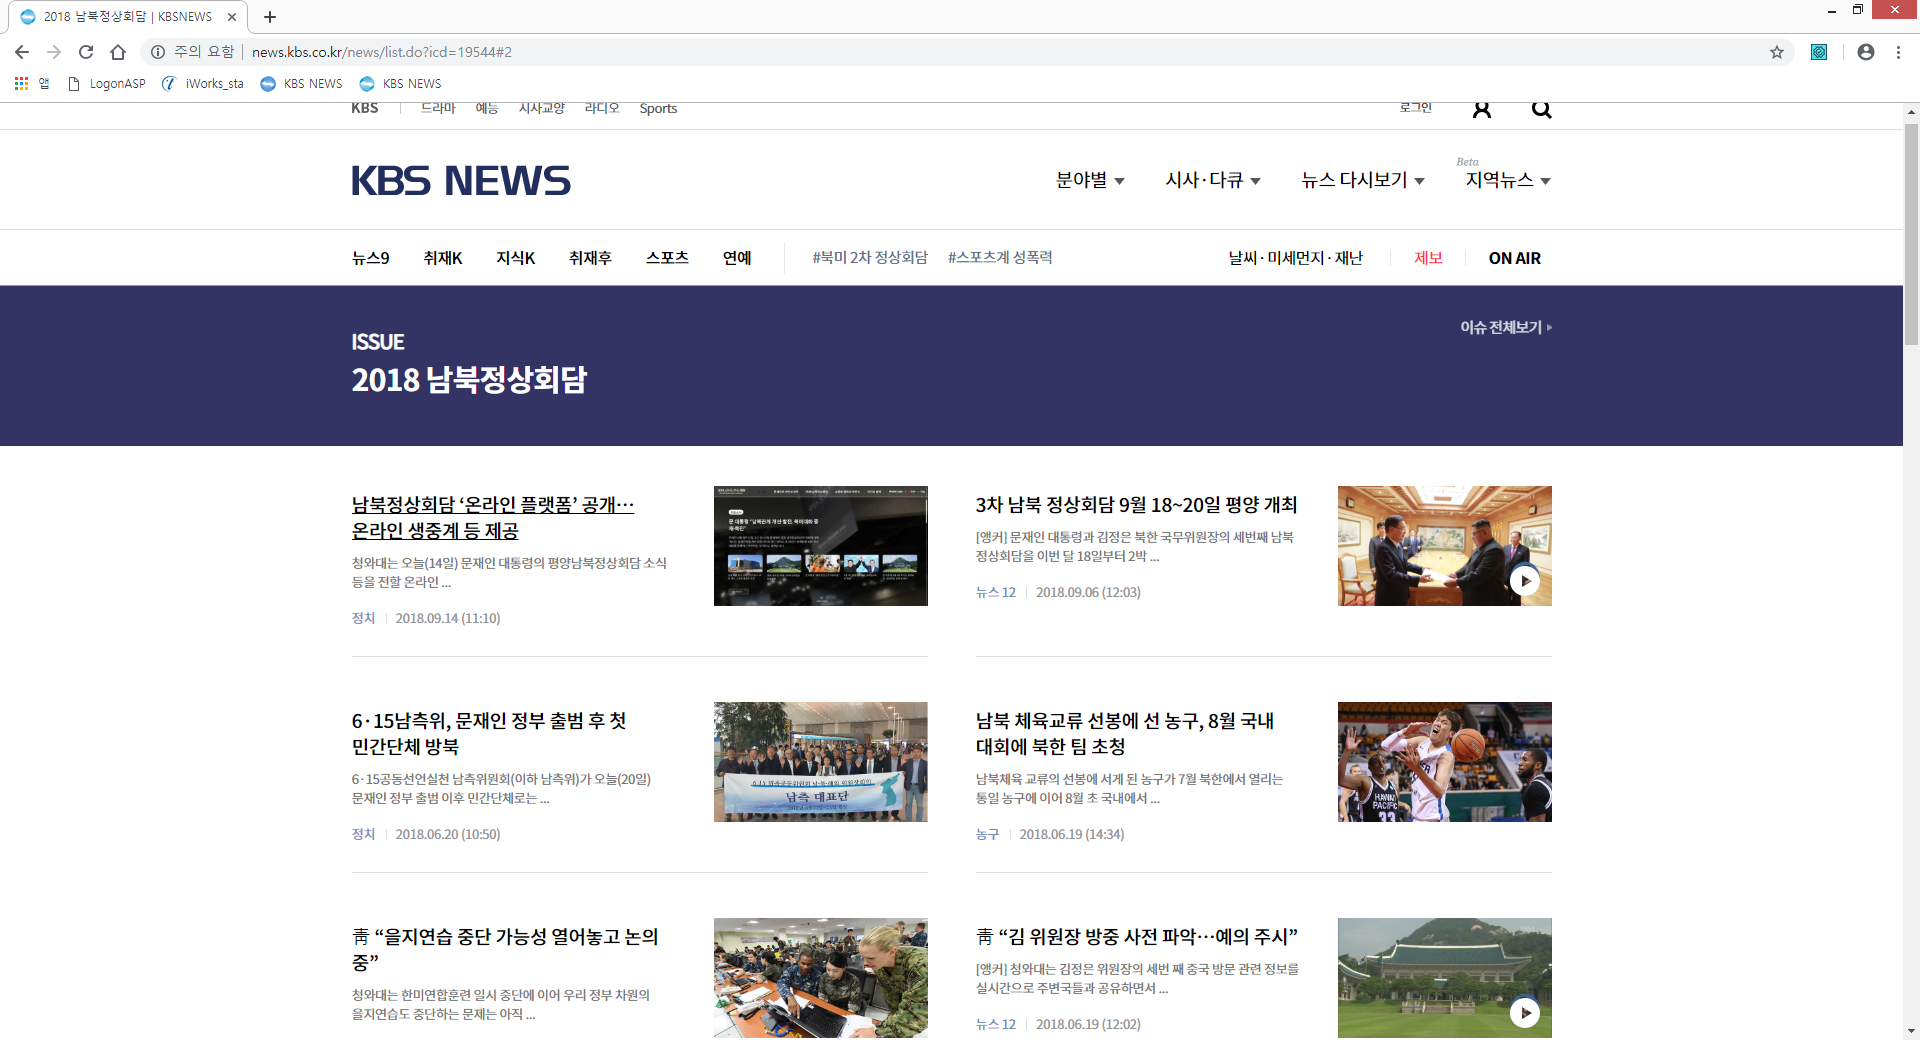 2018 남북정상회담 | KBSNEWS
주의 요함
news.kbs.co.kr/news/list.do?icd=19544#2
앱
LogonASP
iWorks_sta
KBS NEWS
KBS NEWS
KBS
드라마
예능
시사교양
라디오
Sports
로그인
KBS NEWS
분야별
시사·다큐
뉴스 다시보기
Beta
지역뉴스
뉴스9
취재K
지식K
취재후
스포츠
연예
#북미 2차 정상회담
#스포츠계 성폭력
날씨·미세먼지·재난
제보
ON AIR
ISSUE
이슈 전체보기
2018 남북정상회담
남북정상회담 ‘온라인 플랫폼’ 공개…
온라인 생중계 등 제공
청와대는 오늘(14일) 문재인 대통령의 평양남북정상회담 소식
등을 전할 온라인 ...
정치
2018.09.14 (11:10)
3차 남북 정상회담 9월 18~20일 평양 개최
[앵커] 문재인 대통령과 김정은 북한 국무위원장의 세번째 남북
정상회담을 이번 달 18일부터 2박 ...
뉴스 12
2018.09.06 (12:03)
6·15남측위, 문재인 정부 출범 후 첫
민간단체 방북
6·15공동선언실천 남측위원회(이하 남측위)가 오늘(20일)
문재인 정부 출범 이후 민간단체로는 ...
정치
2018.06.20 (10:50)
남측 대표단
남북 체육교류 선봉에 선 농구, 8월 국내
대회에 북한 팀 초청
남북체육 교류의 선봉에 서게 된 농구가 7월 북한에서 열리는
통일 농구에 이어 8월 초 국내에서 ...
농구
2018.06.19 (14:34)
HAWAI'I
PACIFIC
33
靑 “을지연습 중단 가능성 열어놓고 논의
중”
청와대는 한미연합훈련 일시 중단에 이어 우리 정부 차원의
을지연습도 중단하는 문제는 아직 ...
靑 “김 위원장 방중 사전 파악…예의 주시”
[앵커] 청와대는 김정은 위원장의 세번 째 중국 방문 관련 정보를
실시간으로 주변국들과 공유하면서 ...
뉴스 12
2018.06.19 (12:02)